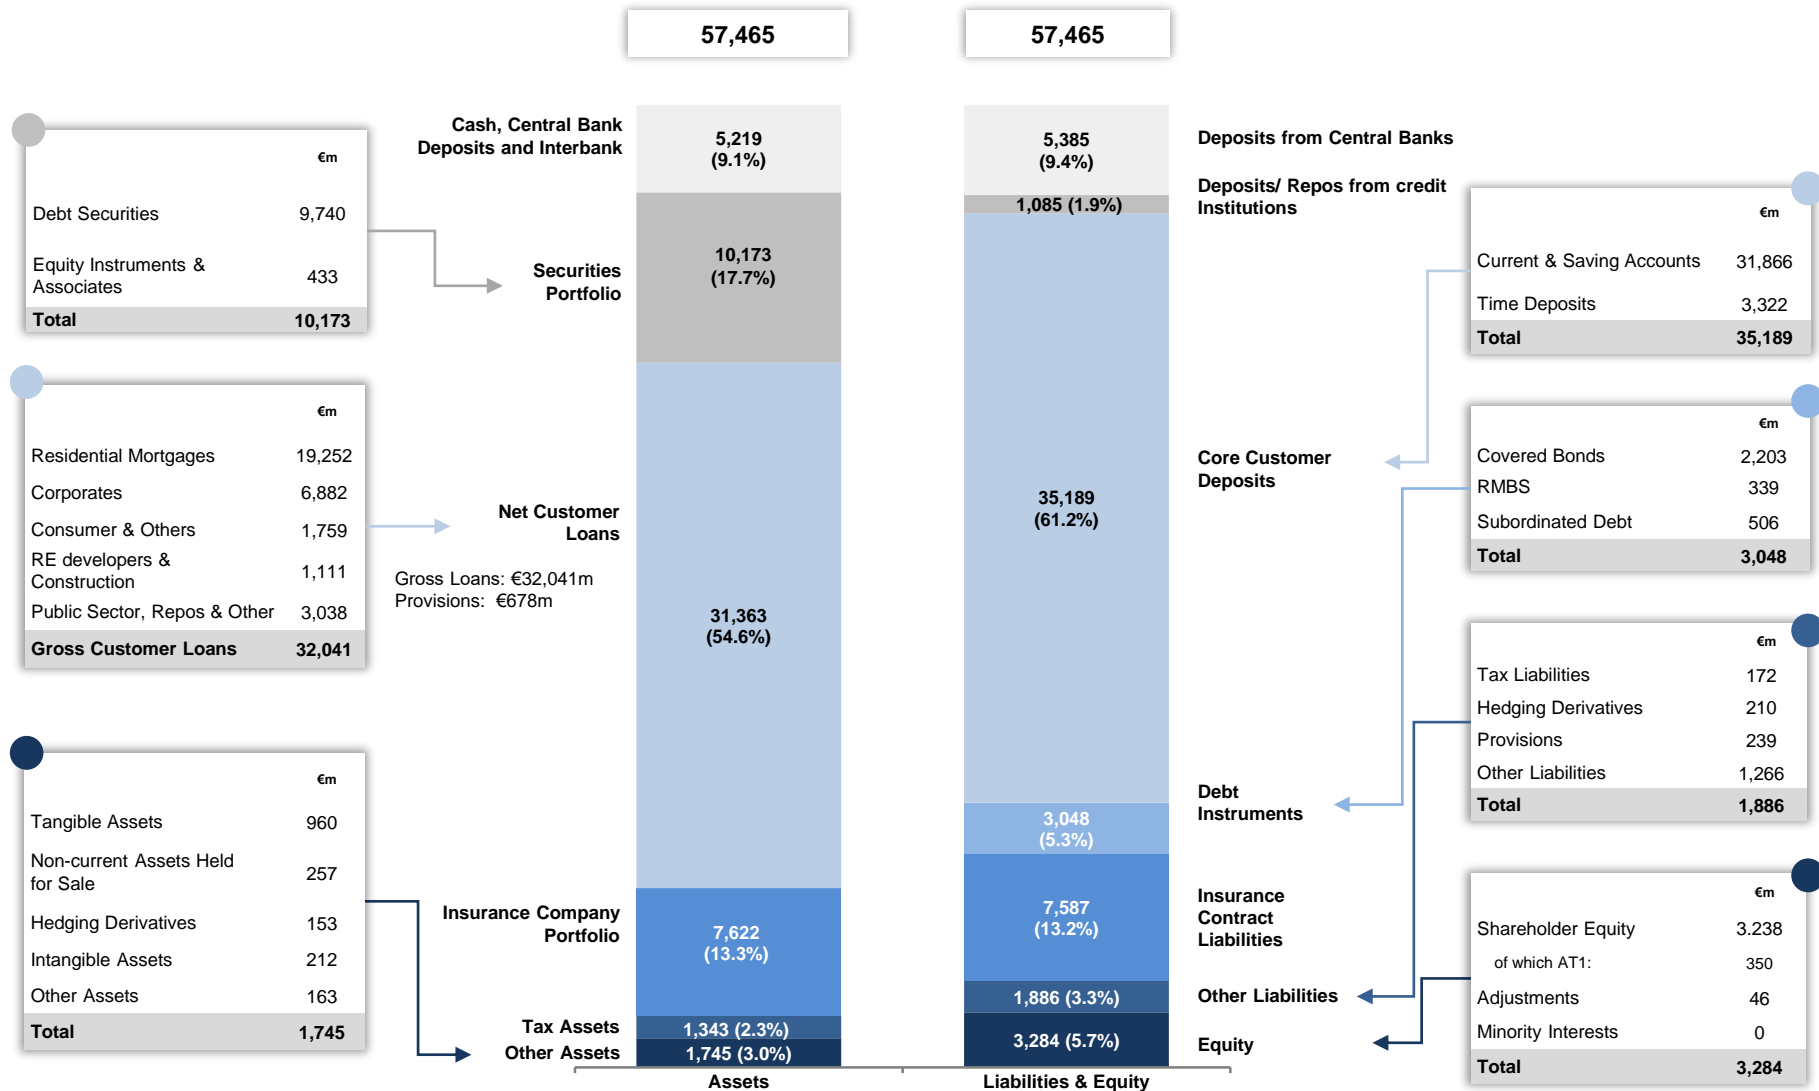 57,465
57,465
€m
Debt Securities 9,740
Equity Instruments &
Associates 433
Total 10,173
€m
Residential Mortgages 19,252
Corporates 6,882
Consumer & Others 1,759
RE developers &
Construction 1,111
Public Sector, Repos & Other 3,038
Gross Customer Loans 32,041
€m
Tangible Assets 960
Non-current Assets Held
for Sale 257
Hedging Derivatives 153
Intangible Assets 212
Other Assets 163
Total 1,745
Cash, Central Bank
Deposits and Interbank
Securities
Portfolio
Net Customer
Loans
Gross Loans: €32,041m
Provisions: €678m
Insurance Company
Portfolio
Tax Assets
Other Assets
5,219
(9.1%)
10,173
(17.7%)
31,363
(54.6%)
7,622
(13.3%)
1,343 (2.3%)
1,745 (3.0%)
Assets
5,385
(9.4%)
1,085 (1.9%)
35,189
(61.2%)
3,048
(5.3%)
7,587
(13.2%)
1,886 (3.3%)
3,284 (5.7%)
Liabilities & Equity
Deposits from Central Banks
Deposits/ Repos from credit
Institutions
Core Customer
Deposits
Debt
Instruments
Insurance
Contract
Liabilities
Other Liabilities
Equity
€m
Current & Saving Accounts 31,866
Time Deposits 3,322
Total 35,189
€m
Covered Bonds 2,203
RMBS 339
Subordinated Debt 506
Total 3,048
€m
Tax Liabilities 172
Hedging Derivatives 210
Provisions 239
Other Liabilities 1,266
Total 1,886
€m
Shareholder Equity 3.238
of which AT1: 350
Adjustments 46
Minority Interests 0
Total 3,284